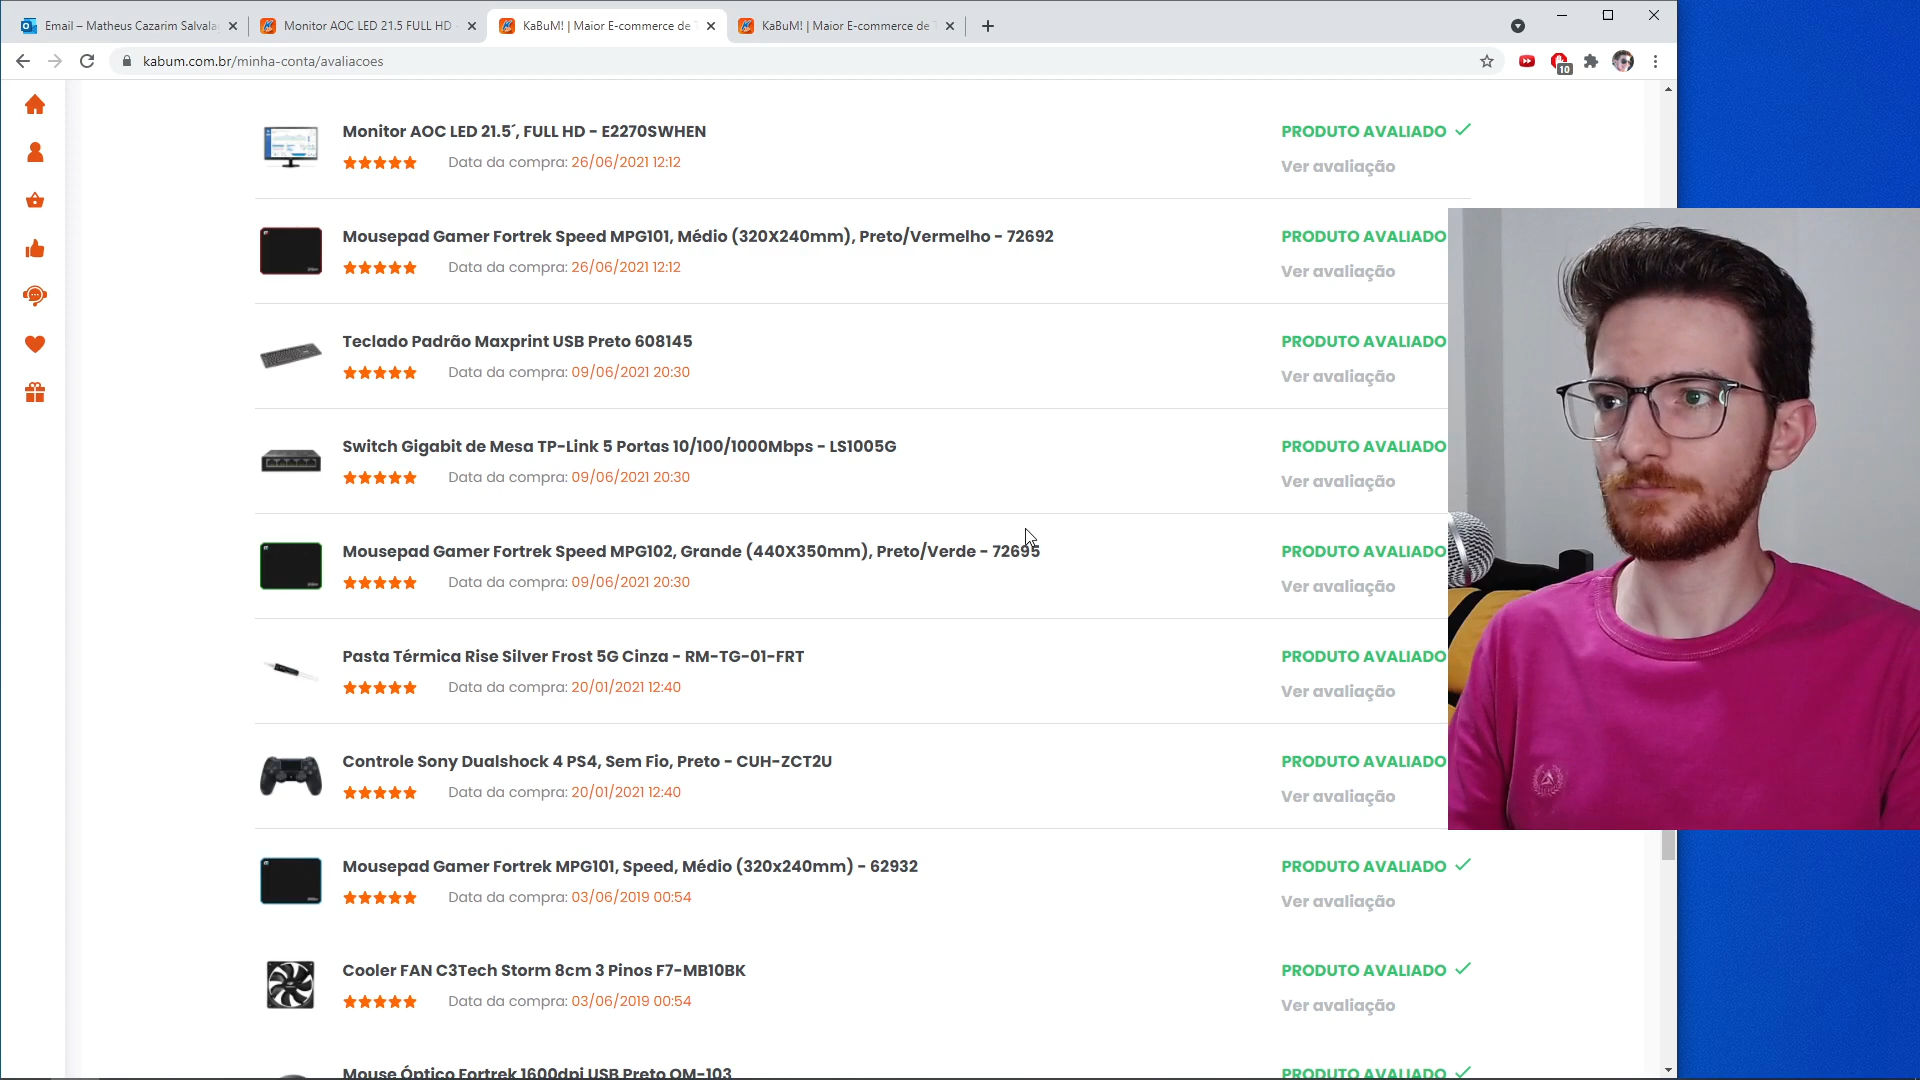 Email – Matheus Cazarim Salvala
Monitor AOC LED 21.5 FULL HD -
KaBuM! | Maior E-commerce de T
KaBuM! | Maior E-commerce de T
kabum.com.br/minha-conta/avaliacoes
10
Monitor AOC LED 21.5´, FULL HD - E2270SWHEN
PRODUTO AVALIADO
Data da compra: 26/06/2021 12:12
Ver avaliação
Mousepad Gamer Fortrek Speed MPG101, Médio (320X240mm), Preto/Vermelho - 72692
PRODUTO AVALIADO
Data da compra: 26/06/2021 12:12
Ver avaliação
Teclado Padrão Maxprint USB Preto 608145
PRODUTO AVALIADO
Data da compra: 09/06/2021 20:30
Ver avaliação
Switch Gigabit de Mesa TP-Link 5 Portas 10/100/1000Mbps - LS1005G
PRODUTO AVALIADO
Data da compra: 09/06/2021 20:30
Ver avaliação
Mousepad Gamer Fortrek Speed MPG102, Grande (440X350mm), Preto/Verde - 72695
PRODUTO AVALIADO
Data da compra: 09/06/2021 20:30
Ver avaliação
Pasta Térmica Rise Silver Frost 5G Cinza - RM-TG-01-FRT
PRODUTO AVALIADO
Data da compra: 20/01/2021 12:40
Ver avaliação
Controle Sony Dualshock 4 PS4, Sem Fio, Preto - CUH-ZCT2U
PRODUTO AVALIADO
Data da compra: 20/01/2021 12:40
Ver avaliação
Mousepad Gamer Fortrek MPG101, Speed, Médio (320x240mm) - 62932
PRODUTO AVALIADO
Data da compra: 03/06/2019 00:54
Ver avaliação
Cooler FAN C3Tech Storm 8cm 3 Pinos F7-MB10BK
PRODUTO AVALIADO
Data da compra: 03/06/2019 00:54
Ver avaliação
Mouse Óptico Fortrek 1600dpi USB Preto OM-103
PRODUTO AVALIADO